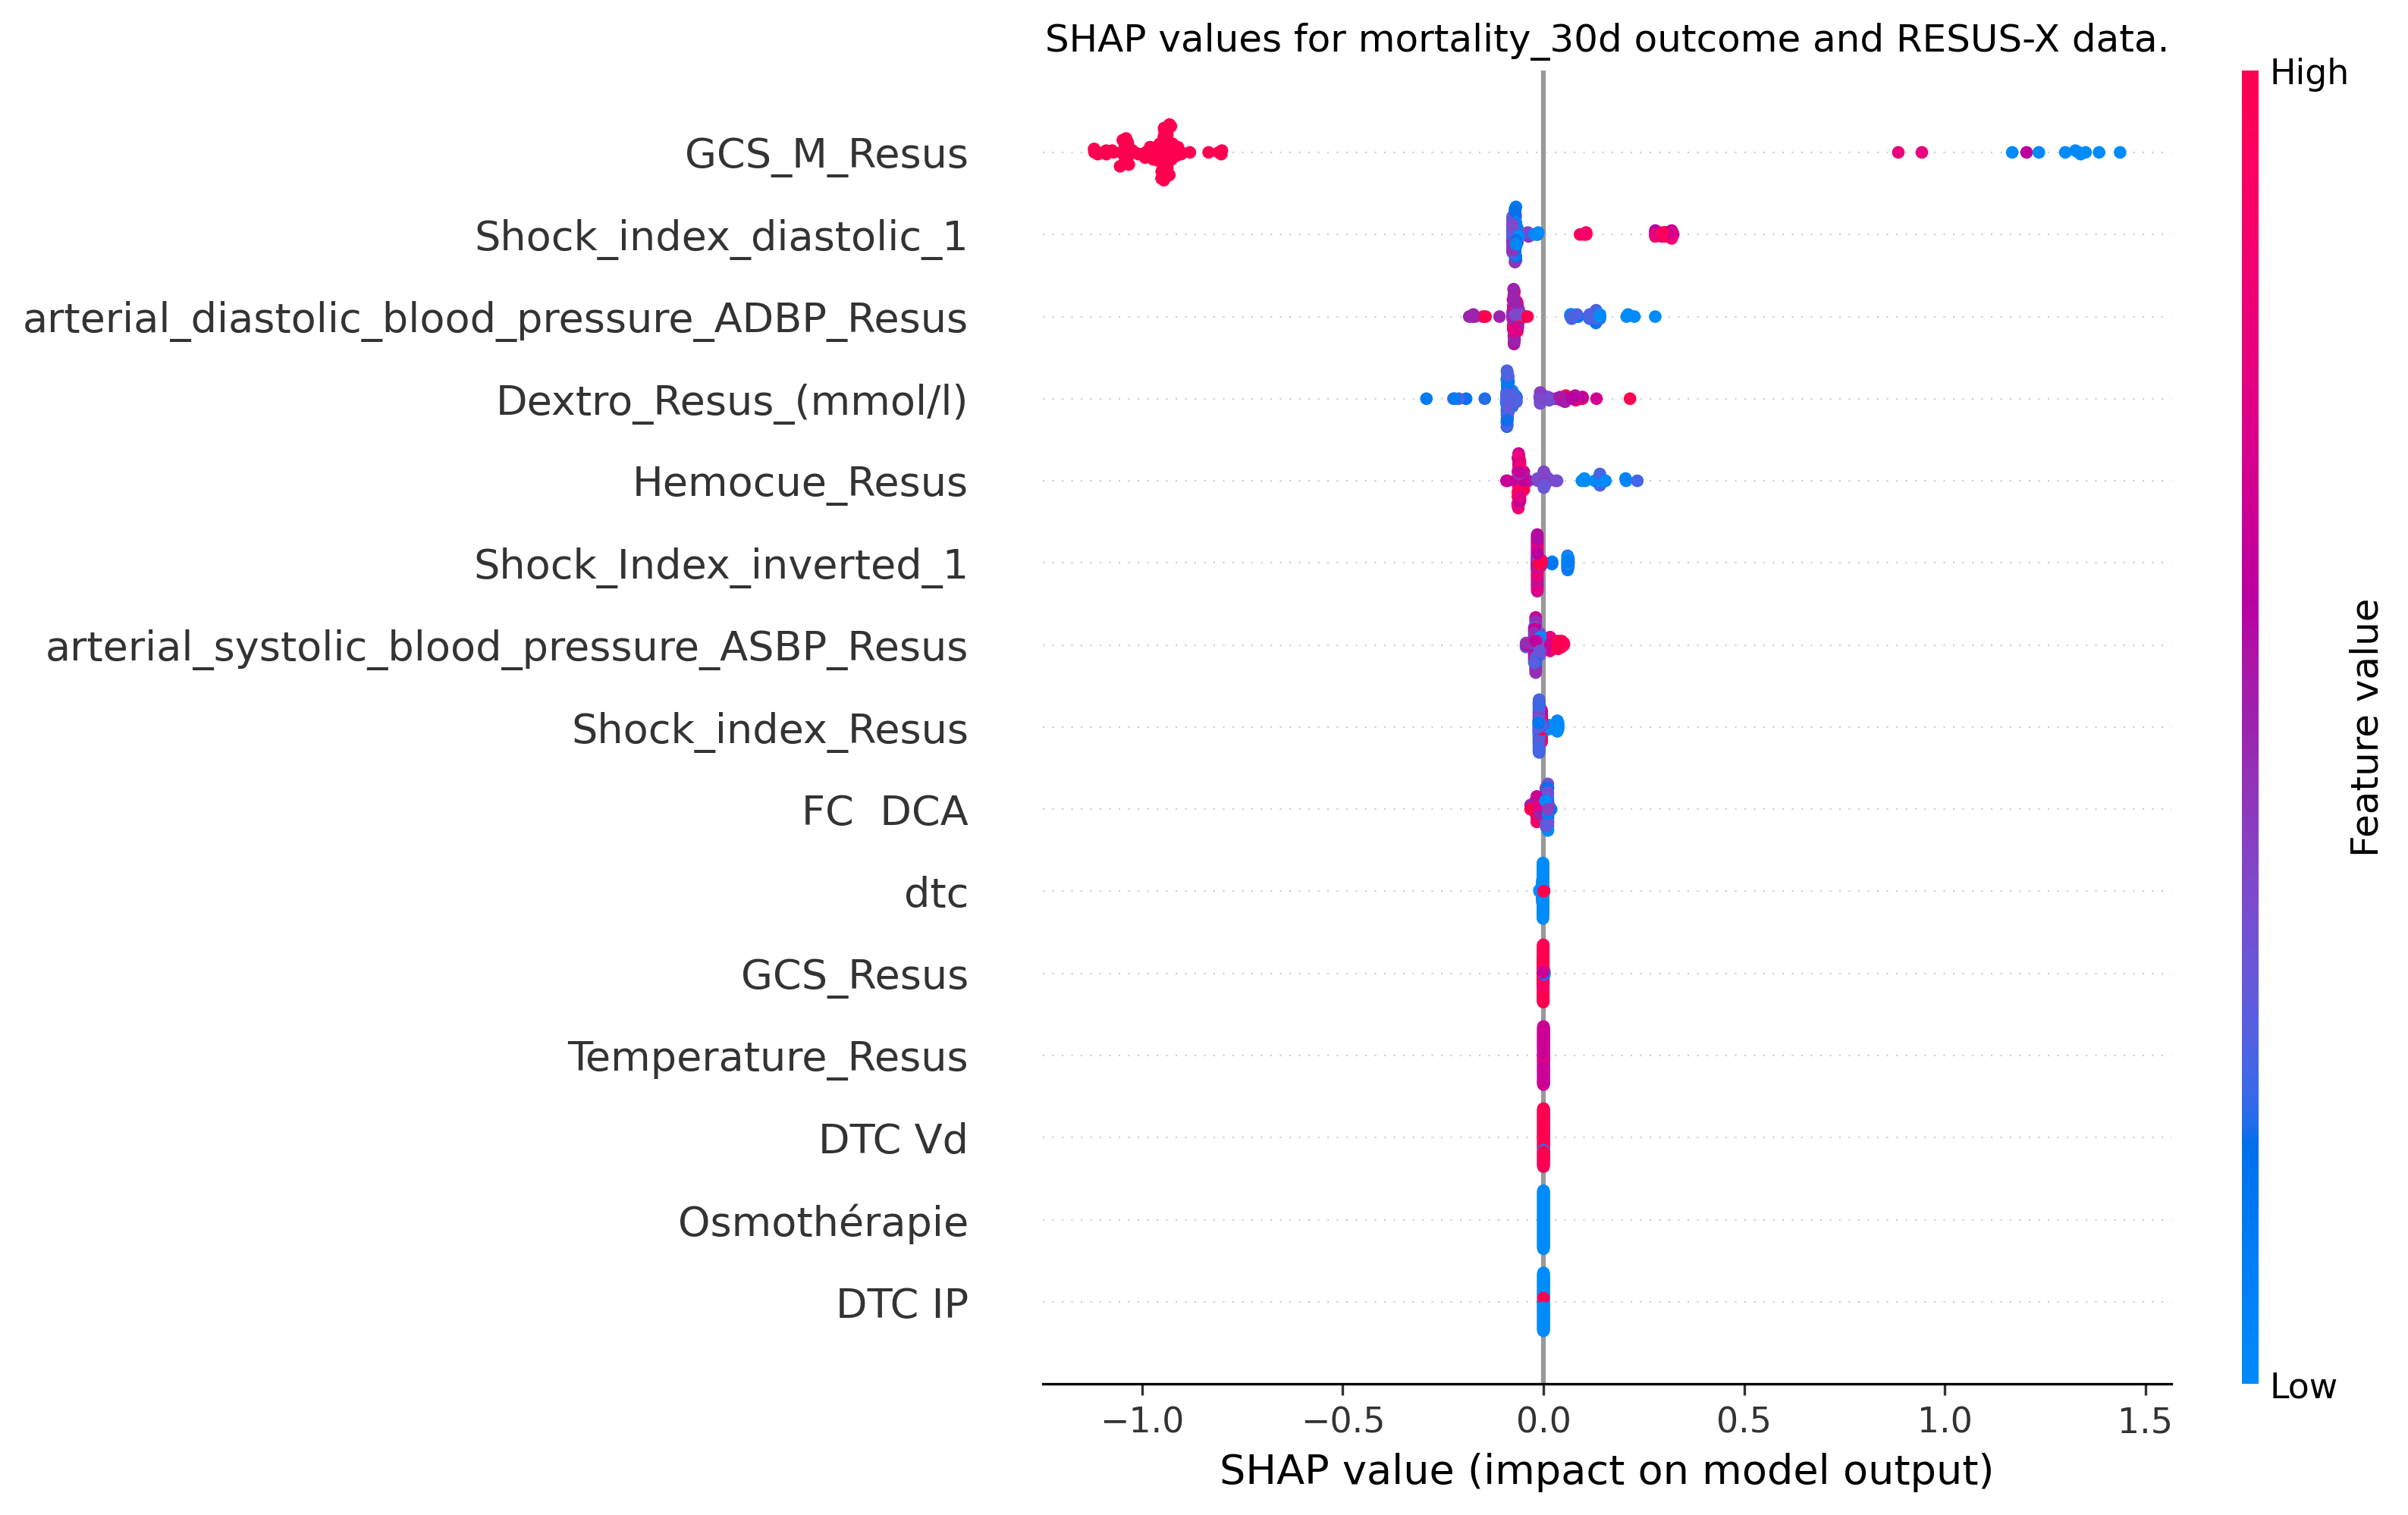 SHAP values for mortality_30d outcome and RESUS-X data.
High
GCS_M_Resus
Shock_index_diastolic_1
arterial_diastolic_blood_pressure_ADBP_Resus
Dextro_Resus_(mmol/l)
Hemocue_Resus
Shock_Index_inverted_1
arterial_systolic_blood_pressure_ASBP_Resus
Shock_index_Resus
FC  DCA
dtc
GCS_Resus
Temperature_Resus
DTC Vd
Osmothérapie
DTC IP
Feature value
Low
−1.0 −0.5 0.0 0.5 1.0 1.5
SHAP value (impact on model output)